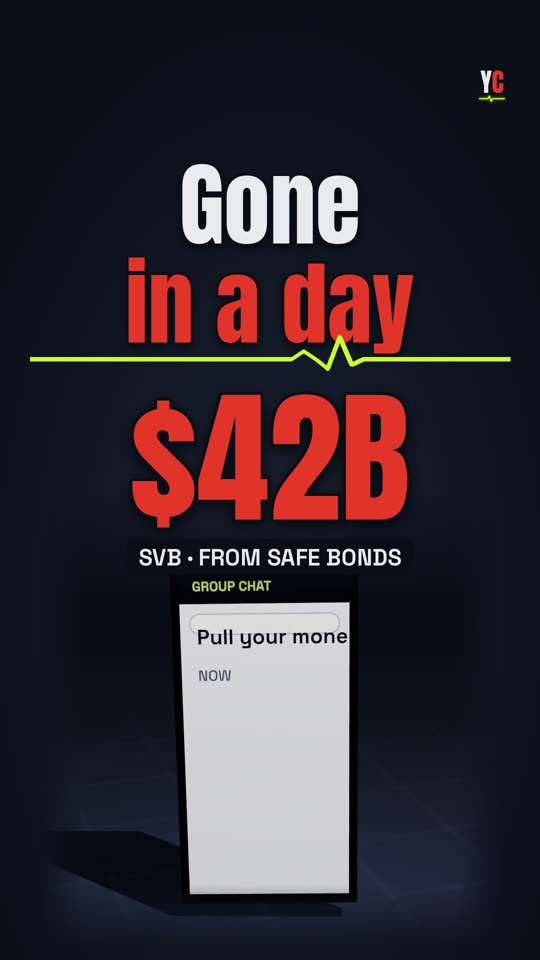 YC
Gone
in a day
$42B
SVB · FROM SAFE BONDS
GROUP CHAT
Pull your mone
NOW